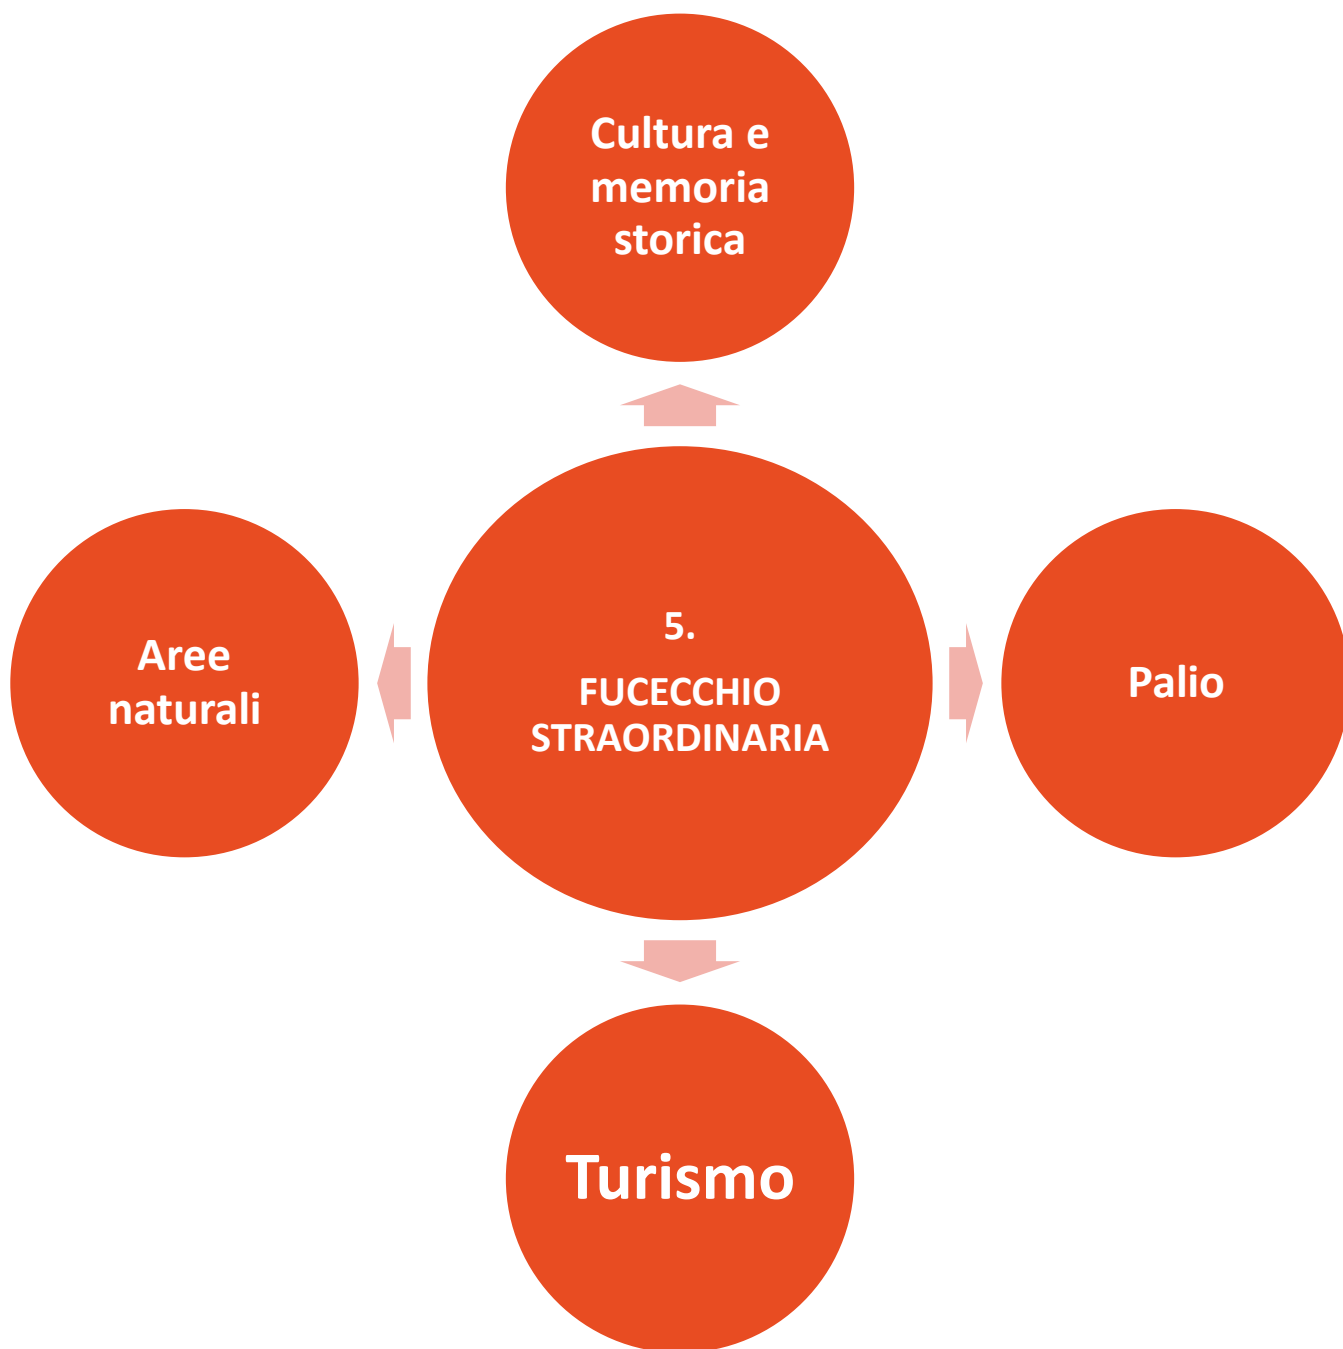 Cultura e
memoria
storica
Aree
naturali
5.
FUCECCHIO
STRAORDINARIA
Palio
Turismo